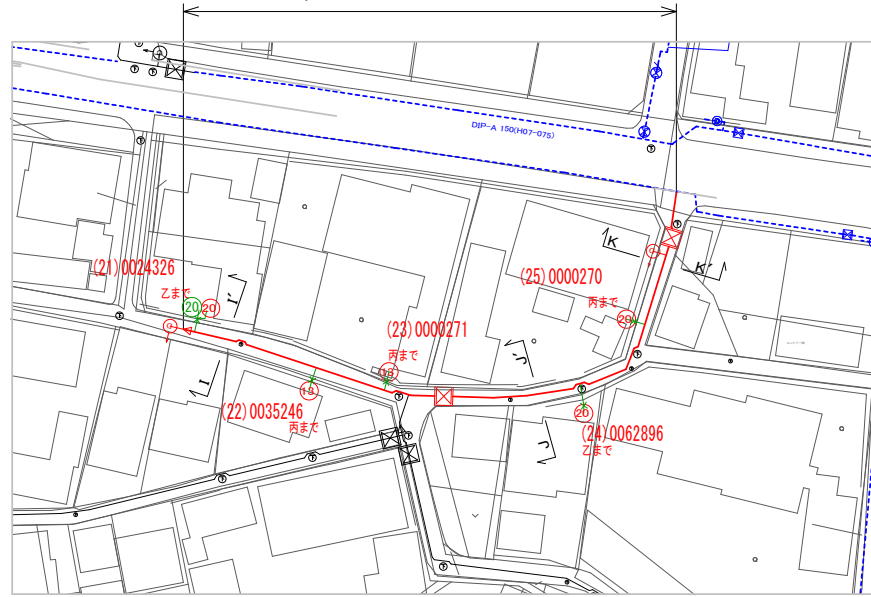 DIP-A 150(H07-075)
K
K'
(21)0024326
乙まで
20
20
I'
(25)0000270
丙まで
20
(23)0000271
丙まで
13
J'
I
13
(22)0035246
丙まで
20
(24)0062896
乙まで
J